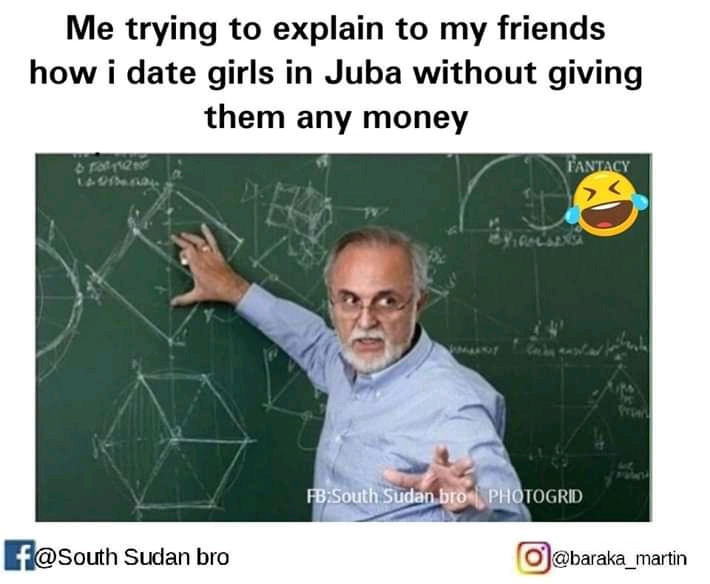 Me trying to explain to my friends
how i date girls in Juba without giving
them any money
FANTACY
FB:South Sudan bro
PHOTOGRID
@South Sudan bro
@baraka_martin